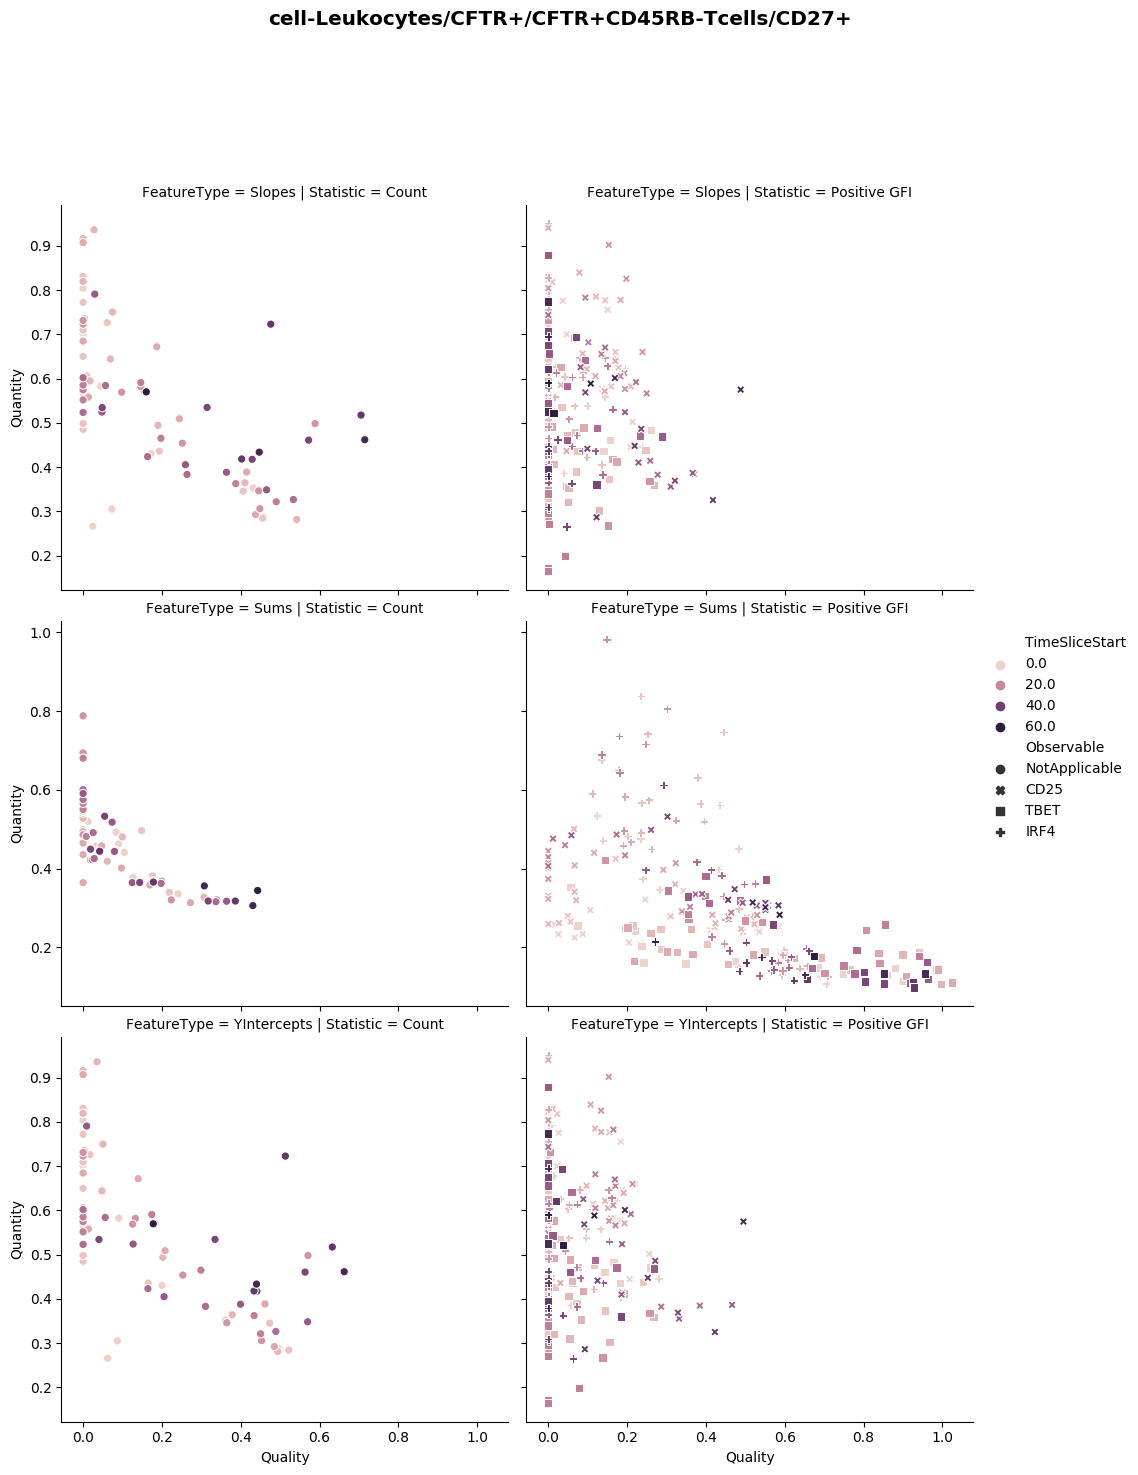 cell-Leukocytes/CFTR+/CFTR+CD45RB-Tcells/CD27+
FeatureType = Slopes | Statistic = Count
FeatureType = Slopes | Statistic = Positive GFI
0.9
0.8
0.7
0.6
0.5
0.4
0.3
0.2
Quantity
FeatureType = Sums | Statistic = Count
FeatureType = Sums | Statistic = Positive GFI
1.0
0.8
0.6
0.4
0.2
Quantity
TimeSliceStart
0.0
20.0
40.0
60.0
Observable
NotApplicable
CD25
TBET
IRF4
FeatureType = YIntercepts | Statistic = Count
FeatureType = YIntercepts | Statistic = Positive GFI
0.9
0.8
0.7
0.6
0.5
0.4
0.3
0.2
Quantity
0.0 0.2 0.4 0.6 0.8 1.0
Quality
0.0 0.2 0.4 0.6 0.8 1.0
Quality